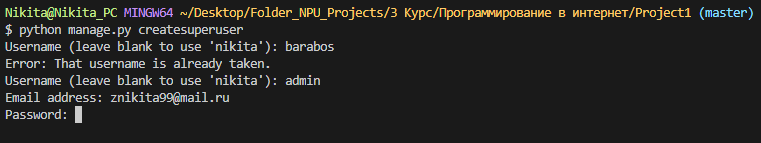 Nikita@Nikita_PC MINGW64 ~/Desktop/Folder_NPU_Projects/3 Курс/Программирование в интернет/Project1 (master)
$ python manage.py createsuperuser
Username (leave blank to use 'nikita'): barabos
Error: That username is already taken.
Username (leave blank to use 'nikita'): admin
Email address: znikita99@mail.ru
Password: